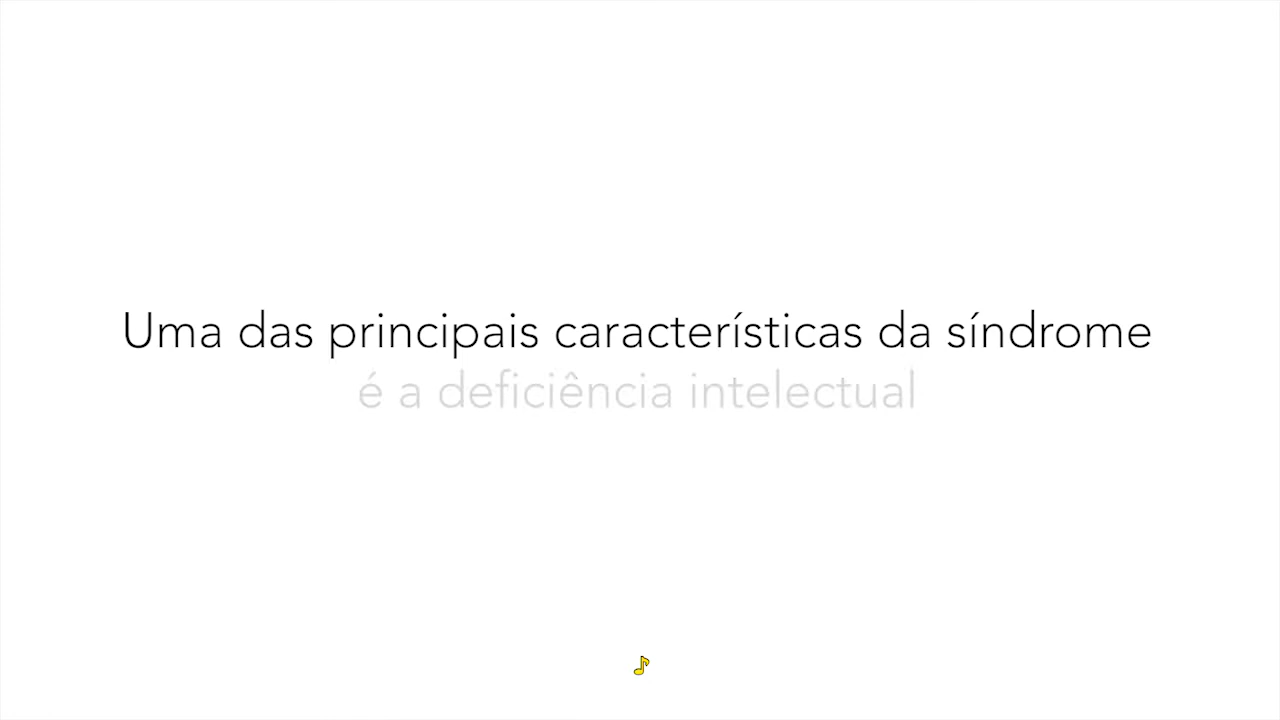 Uma das principais características da síndrome
é a deficiência intelectual
♪